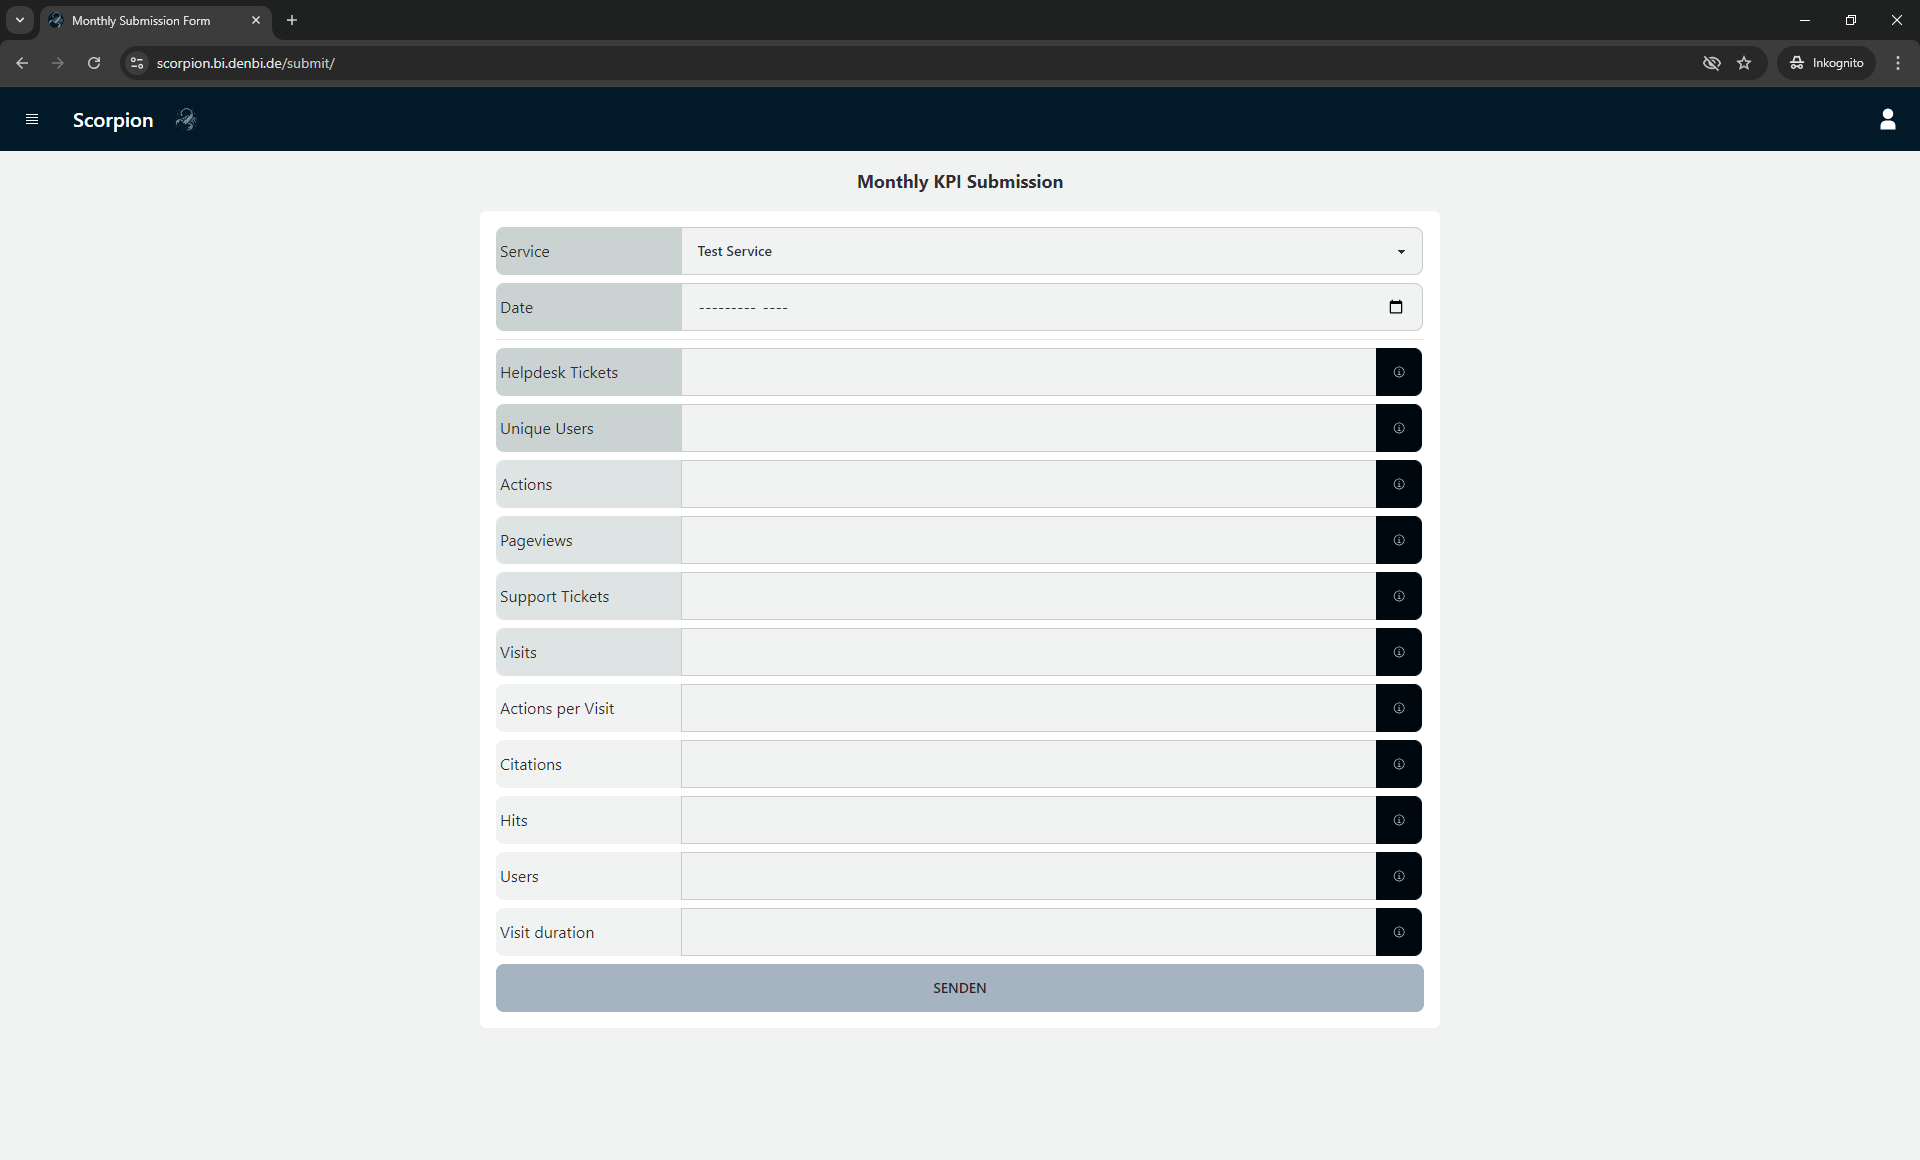 Monthly Submission Form
scorpion.bi.denbi.de/submit/
Inkognito
Scorpion
Monthly KPI Submission
Service
Test Service
Date
--------- ----
Helpdesk Tickets
Unique Users
Actions
Pageviews
Support Tickets
Visits
Actions per Visit
Citations
Hits
Users
Visit duration
SENDEN